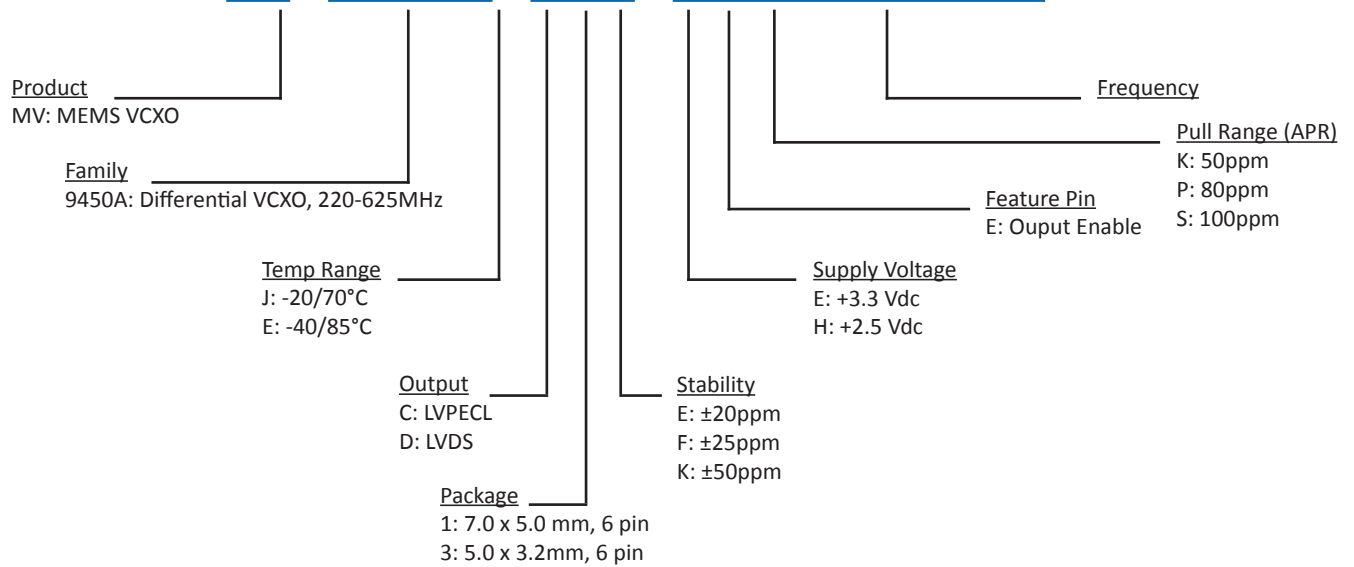 Product
MV: MEMS VCXO
Family
9450A: Differential VCXO, 220-625MHz
Temp Range
J: -20/70°C
E: -40/85°C
Output
C: LVPECL
D: LVDS
Package
1: 7.0 x 5.0 mm, 6 pin
3: 5.0 x 3.2mm, 6 pin
Stability
E: ±20ppm
F: ±25ppm
K: ±50ppm
Supply Voltage
E: +3.3 Vdc
H: +2.5 Vdc
Feature Pin
E: Ouput Enable
Pull Range (APR)
K: 50ppm
P: 80ppm
S: 100ppm
Frequency